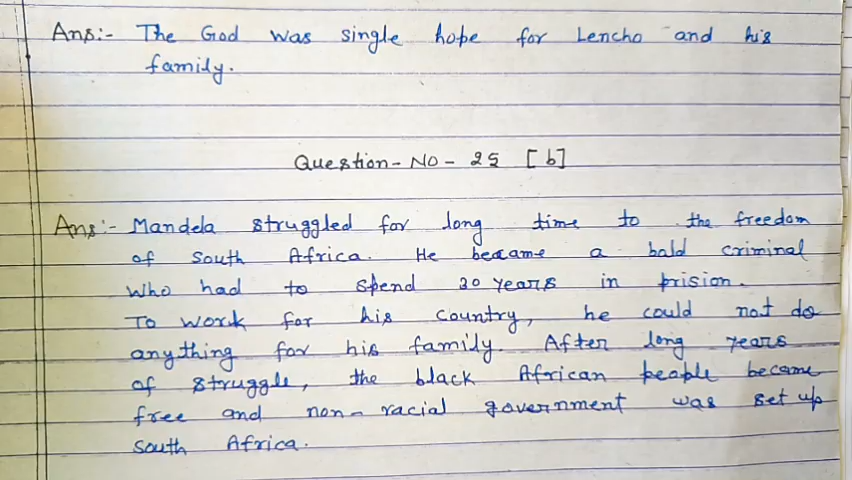 Ans:- The God was single hope for Lencho and his
family.
Question-NO-25 [b]
Ans:- Mandela struggled for long time to the freedom
of South Africa. He became a bald criminal
who had to spend 30 years in prision.
To work for his country, he could not do
anything for his family. After long years
of struggle, the black African people became
free and non-racial government was set up
South Africa.